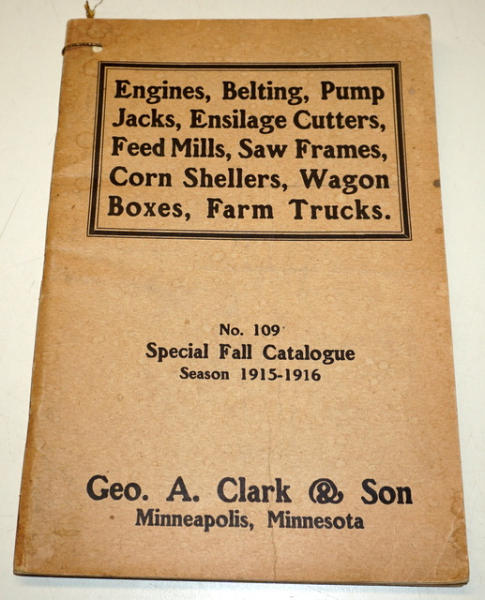 Engines, Belting, Pump
Jacks, Ensilage Cutters,
Feed Mills, Saw Frames,
Corn Shellers, Wagon
Boxes, Farm Trucks.
No. 109
Special Fall Catalogue
Season 1915-1916
Geo. A. Clark & Son
Minneapolis, Minnesota